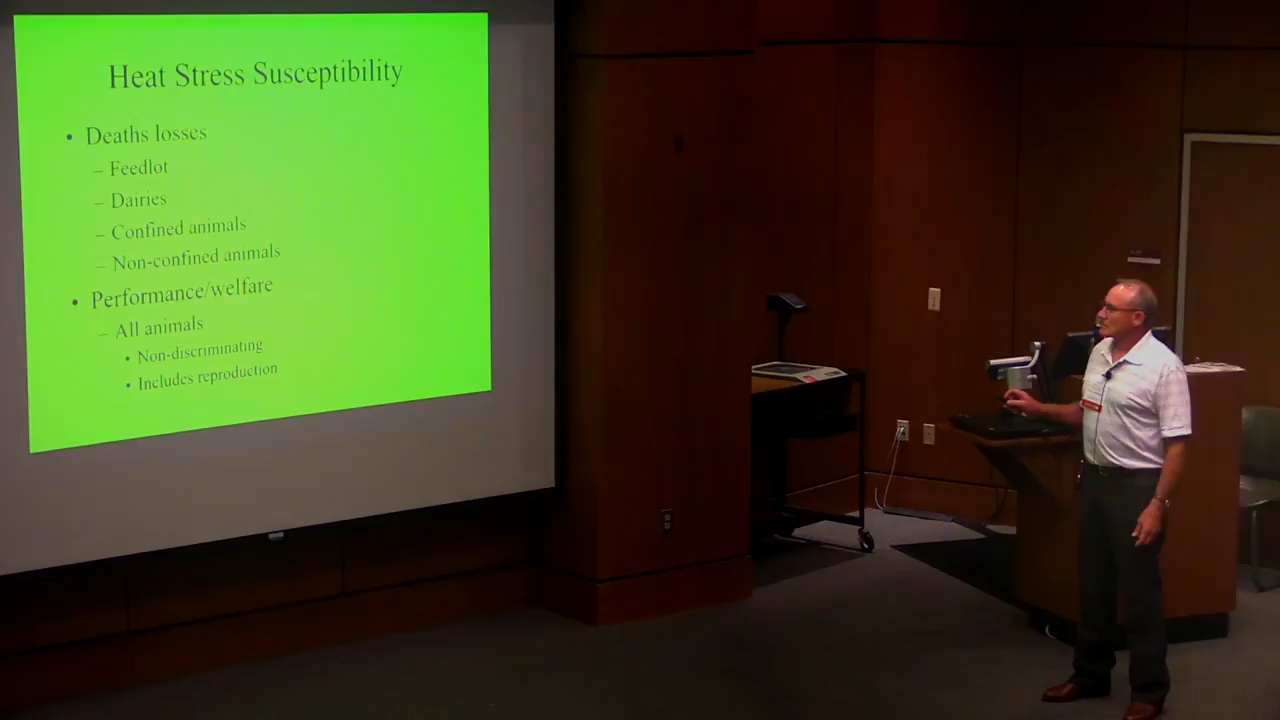 Heat Stress Susceptibility
• Deaths losses
– Feedlot
– Dairies
– Confined animals
– Non-confined animals
• Performance/welfare
– All animals
• Non-discriminating
• Includes reproduction